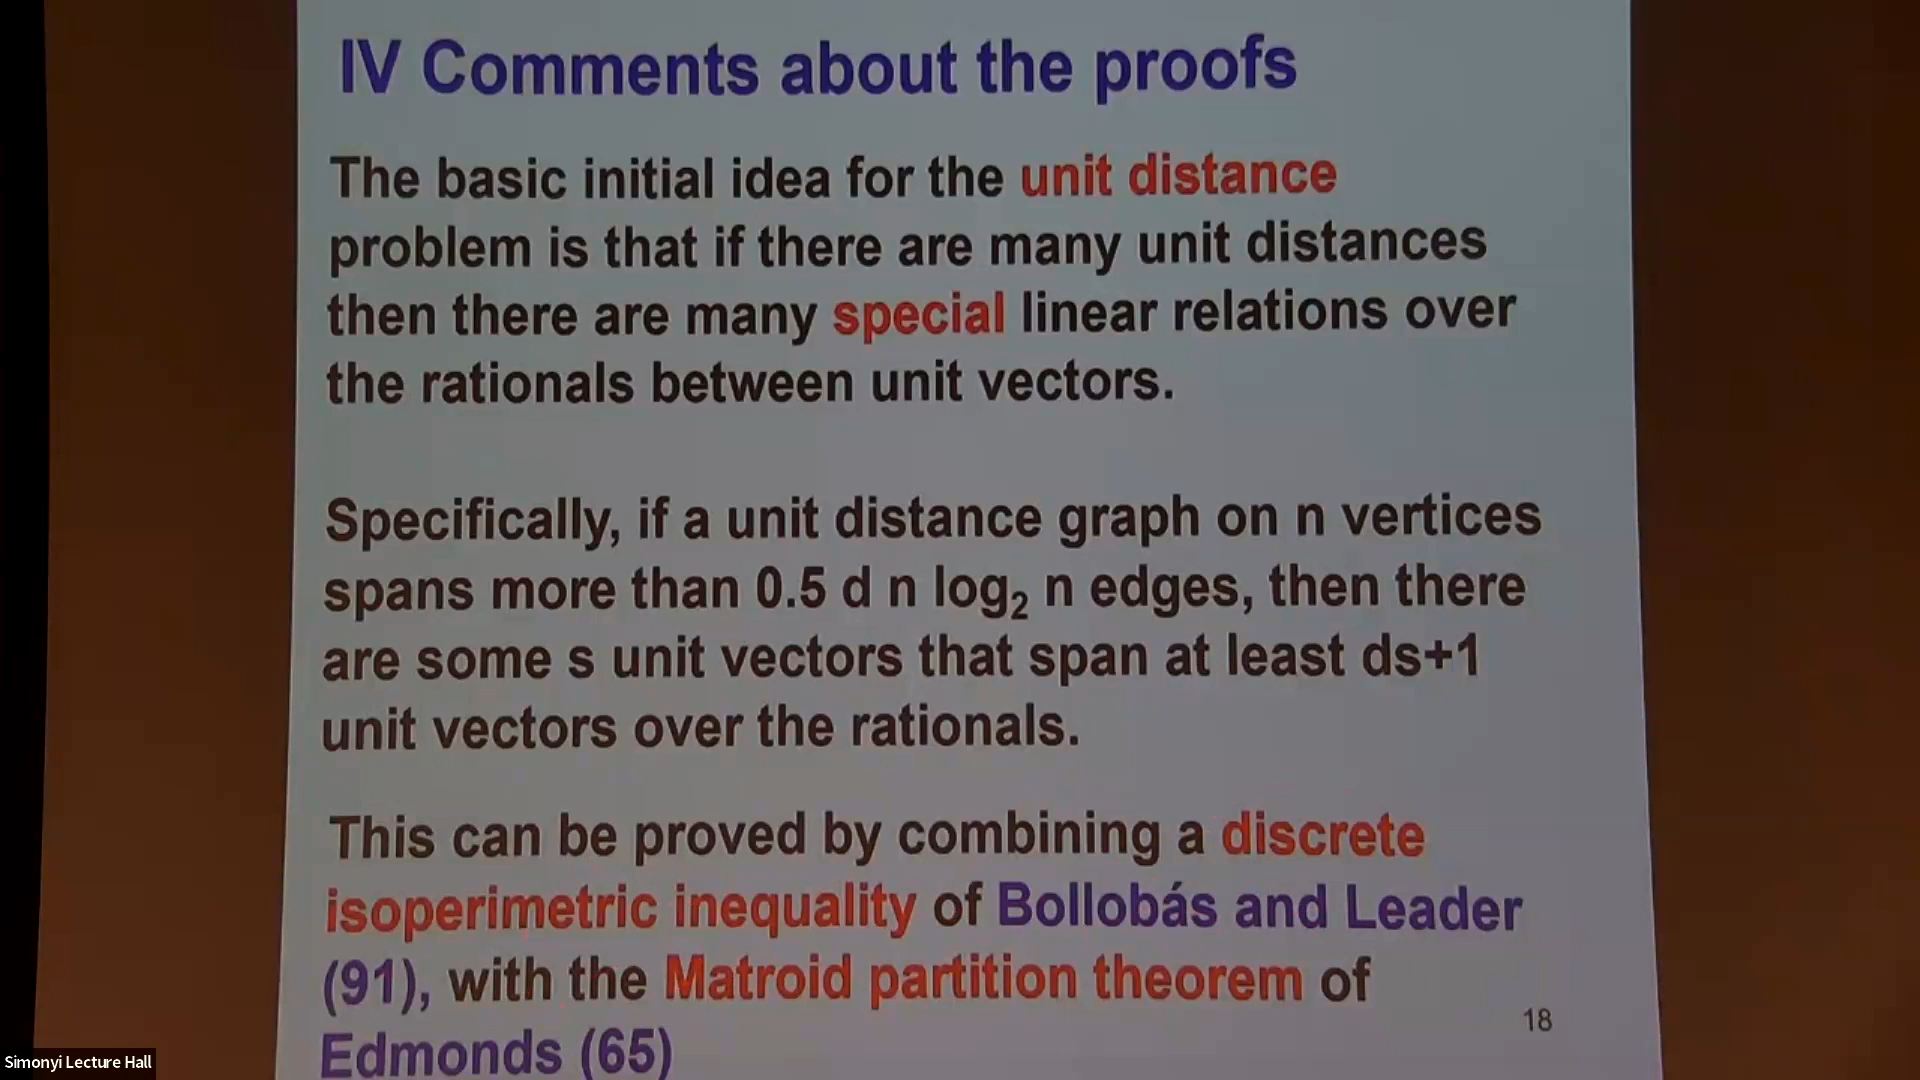 IV Comments about the proofs
The basic initial idea for the unit distance
problem is that if there are many unit distances
then there are many special linear relations over
the rationals between unit vectors.
Specifically, if a unit distance graph on n vertices
spans more than 0.5 d n log₂ n edges, then there
are some s unit vectors that span at least ds+1
unit vectors over the rationals.
This can be proved by combining a discrete
isoperimetric inequality of Bollobás and Leader
(91), with the Matroid partition theorem of
Edmonds (65)
18
Simonyi Lecture Hall